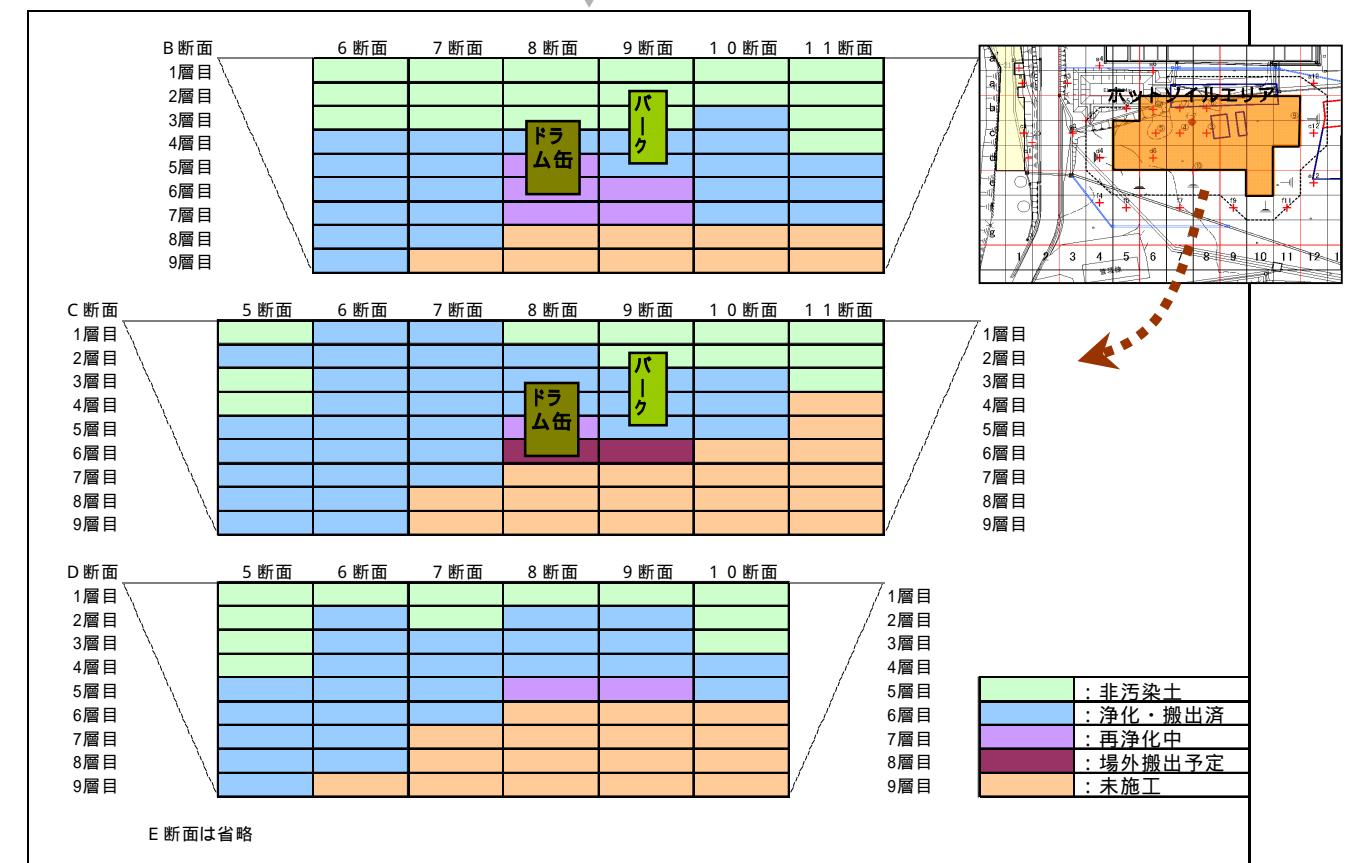 B断面 6断面 7断面 8断面 9断面 10断面 11断面
1層目
2層目
3層目
4層目
5層目
6層目
7層目
8層目
9層目
ドラ
ム缶
バーク
ホットソイルエリア
1 2 3 4 5 6 7 8 9 10 11 12 1
C断面 5断面 6断面 7断面 8断面 9断面 10断面 11断面
1層目 1層目
2層目 2層目
3層目 3層目
4層目 4層目
5層目 5層目
6層目 6層目
7層目 7層目
8層目 8層目
9層目 9層目
ドラ
ム缶
バーク
D断面 5断面 6断面 7断面 8断面 9断面 10断面
1層目 1層目
2層目 2層目
3層目 3層目
4層目 4層目
5層目 5層目
6層目 6層目
7層目 7層目
8層目 8層目
9層目 9層目
：非汚染土
：浄化・搬出済
：再浄化中
：場外搬出予定
：未施工
E断面は省略